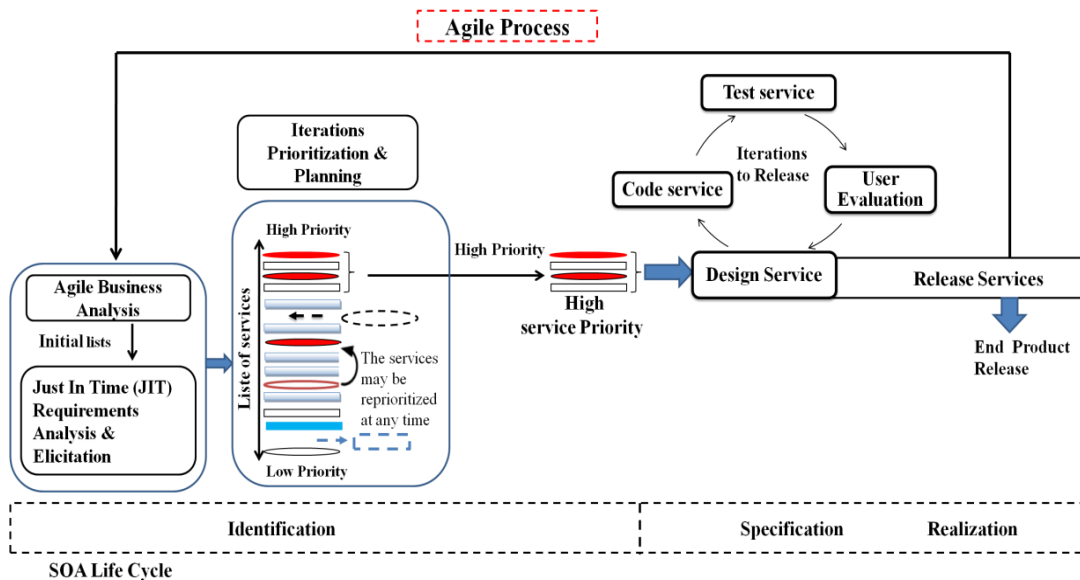 Agile Process
Test service
Iterations
Prioritization &
Planning
Iterations
to Release
Code service
User
Evaluation
High Priority
High Priority
Agile Business
Analysis
Initial lists
Just In Time (JIT)
Requirements
Analysis &
Elicitation
Liste of services
The services
may be
reprioritized
at any time
Low Priority
High
service Priority
Design Service
Release Services
End Product
Release
Identification
Specification
Realization
SOA Life Cycle